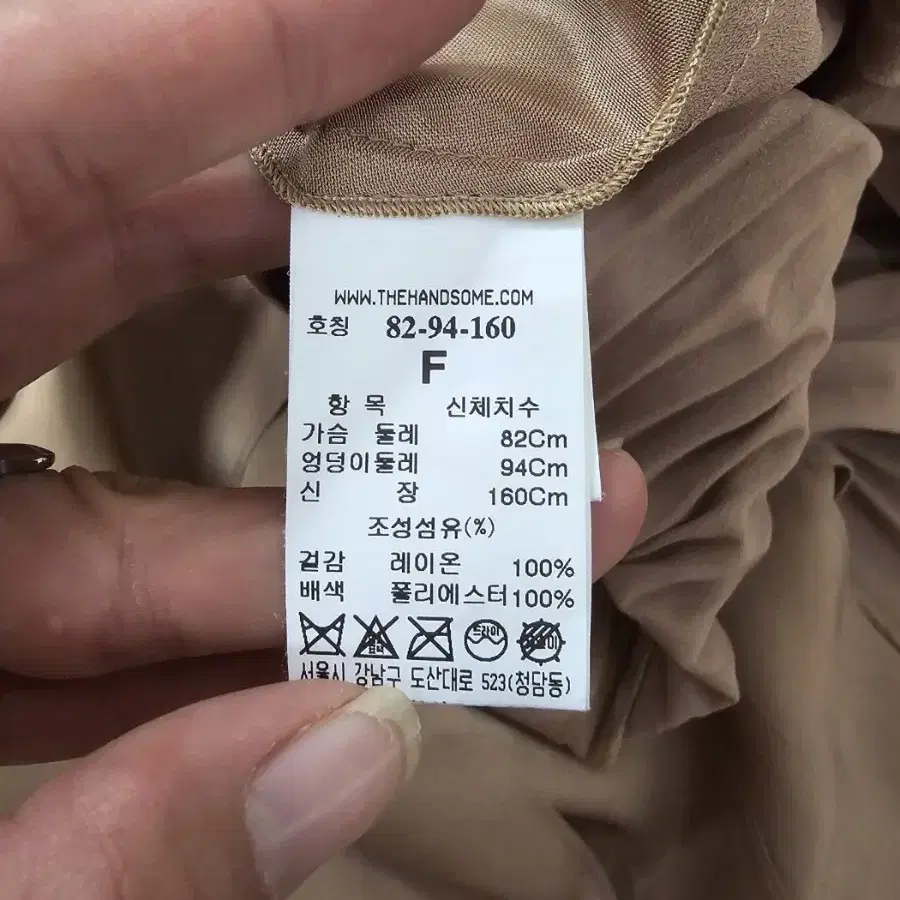 WWW.THEHANDSOME.COM
호칭 82-94-160
F
항 목 신체치수
가슴 둘레 82Cm
엉덩이둘레 94Cm
신 장 160Cm
조성섬유(%)
겉감 레이온 100%
배색 폴리에스터100%
드라이
서울시 강남구 도산대로 523(청담동)